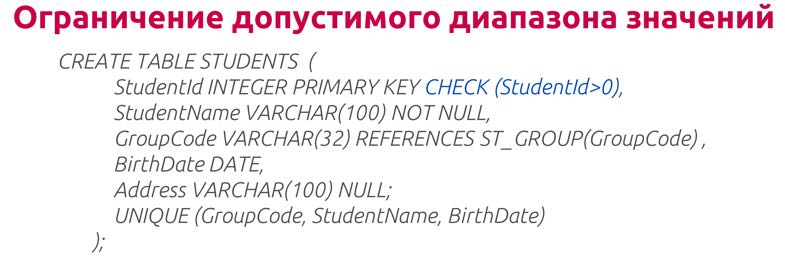 Ограничение допустимого диапазона значений
CREATE TABLE STUDENTS (
StudentId INTEGER PRIMARY KEY CHECK (StudentId>0),
StudentName VARCHAR(100) NOT NULL,
GroupCode VARCHAR(32) REFERENCES ST_GROUP(GroupCode) ,
BirthDate DATE,
Address VARCHAR(100) NULL;
UNIQUE (GroupCode, StudentName, BirthDate)
);